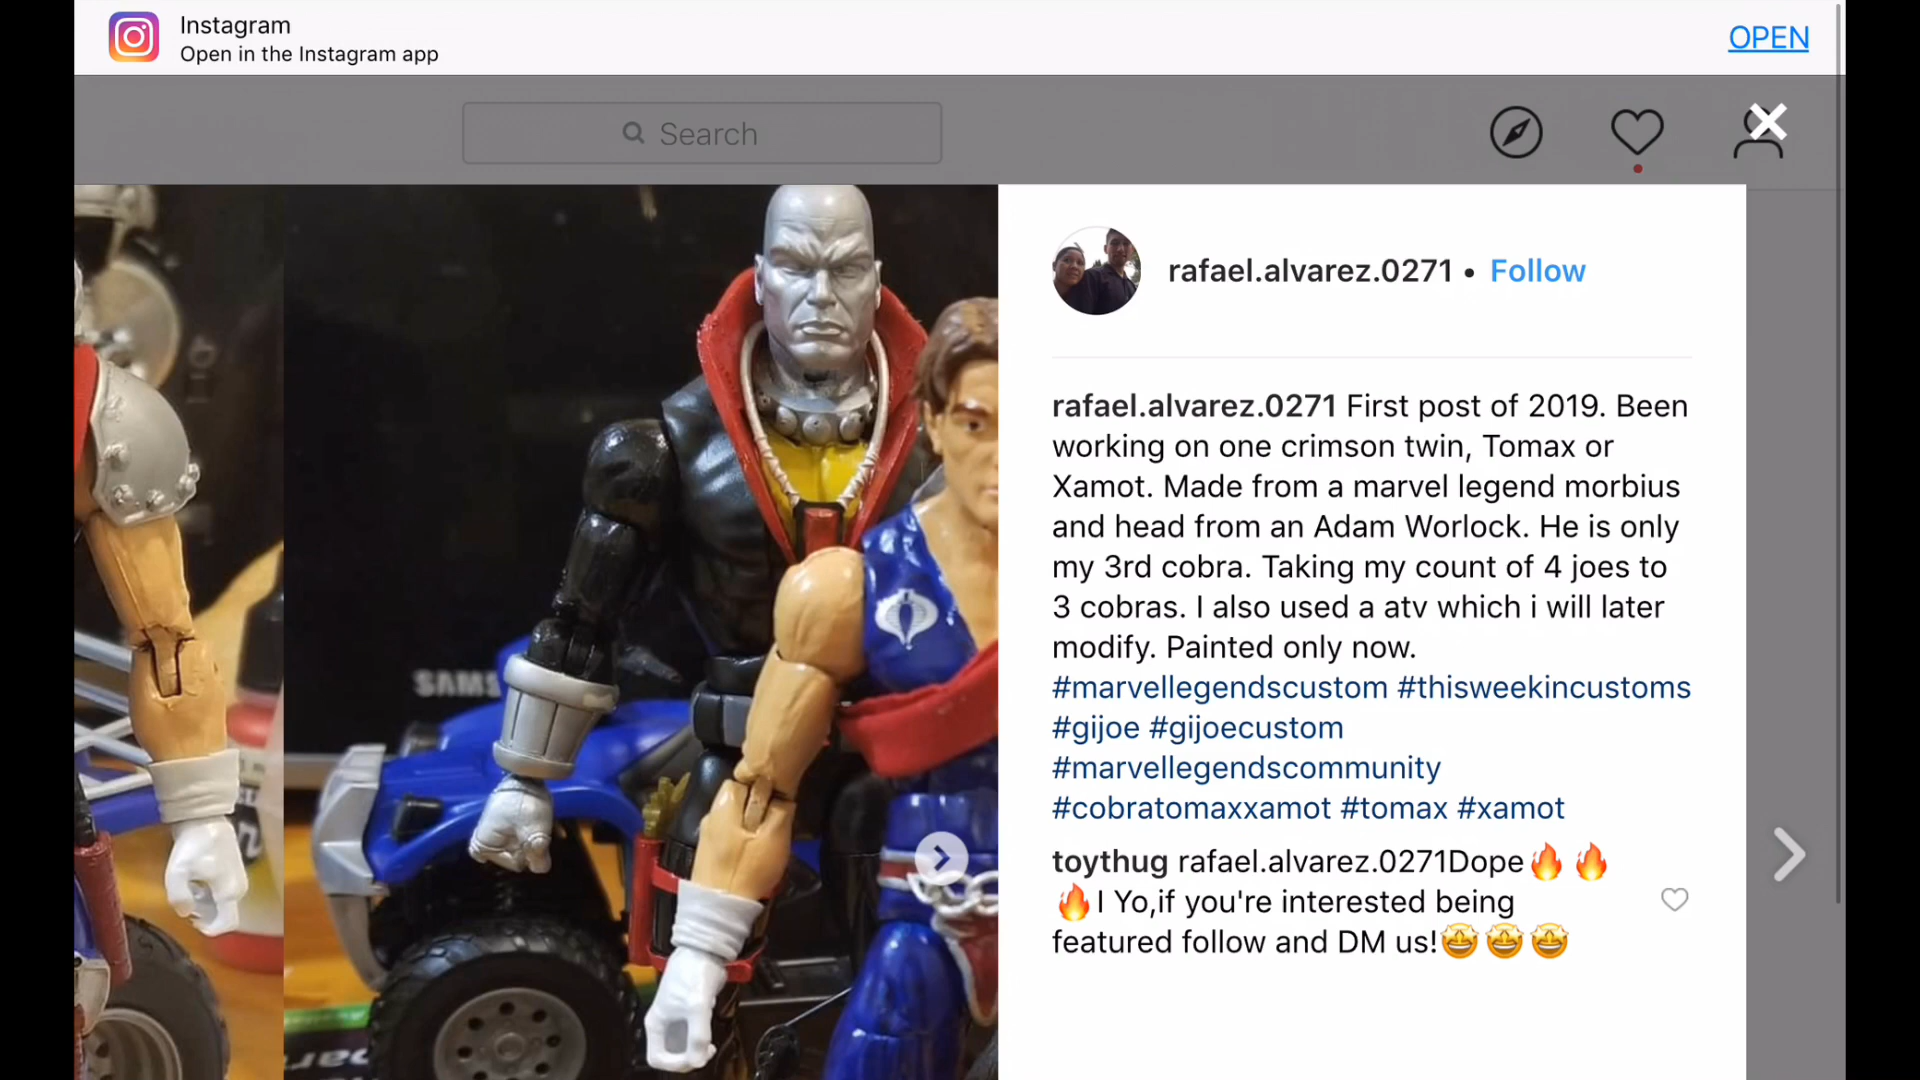 Instagram
Open in the Instagram app
OPEN
Search
rafael.alvarez.0271 • Follow
rafael.alvarez.0271 First post of 2019. Been
working on one crimson twin, Tomax or
Xamot. Made from a marvel legend morbius
and head from an Adam Worlock. He is only
my 3rd cobra. Taking my count of 4 joes to
3 cobras. I also used a atv which i will later
modify. Painted only now.
#marvellegendscustom #thisweekincustoms
#gijoe #gijoecustom
#marvellegendscommunity
#cobratomaxxamot #tomax #xamot
toythug rafael.alvarez.0271Dope🔥 🔥
🔥I Yo,if you're interested being
featured follow and DM us!🤩🤩🤩
SAMS